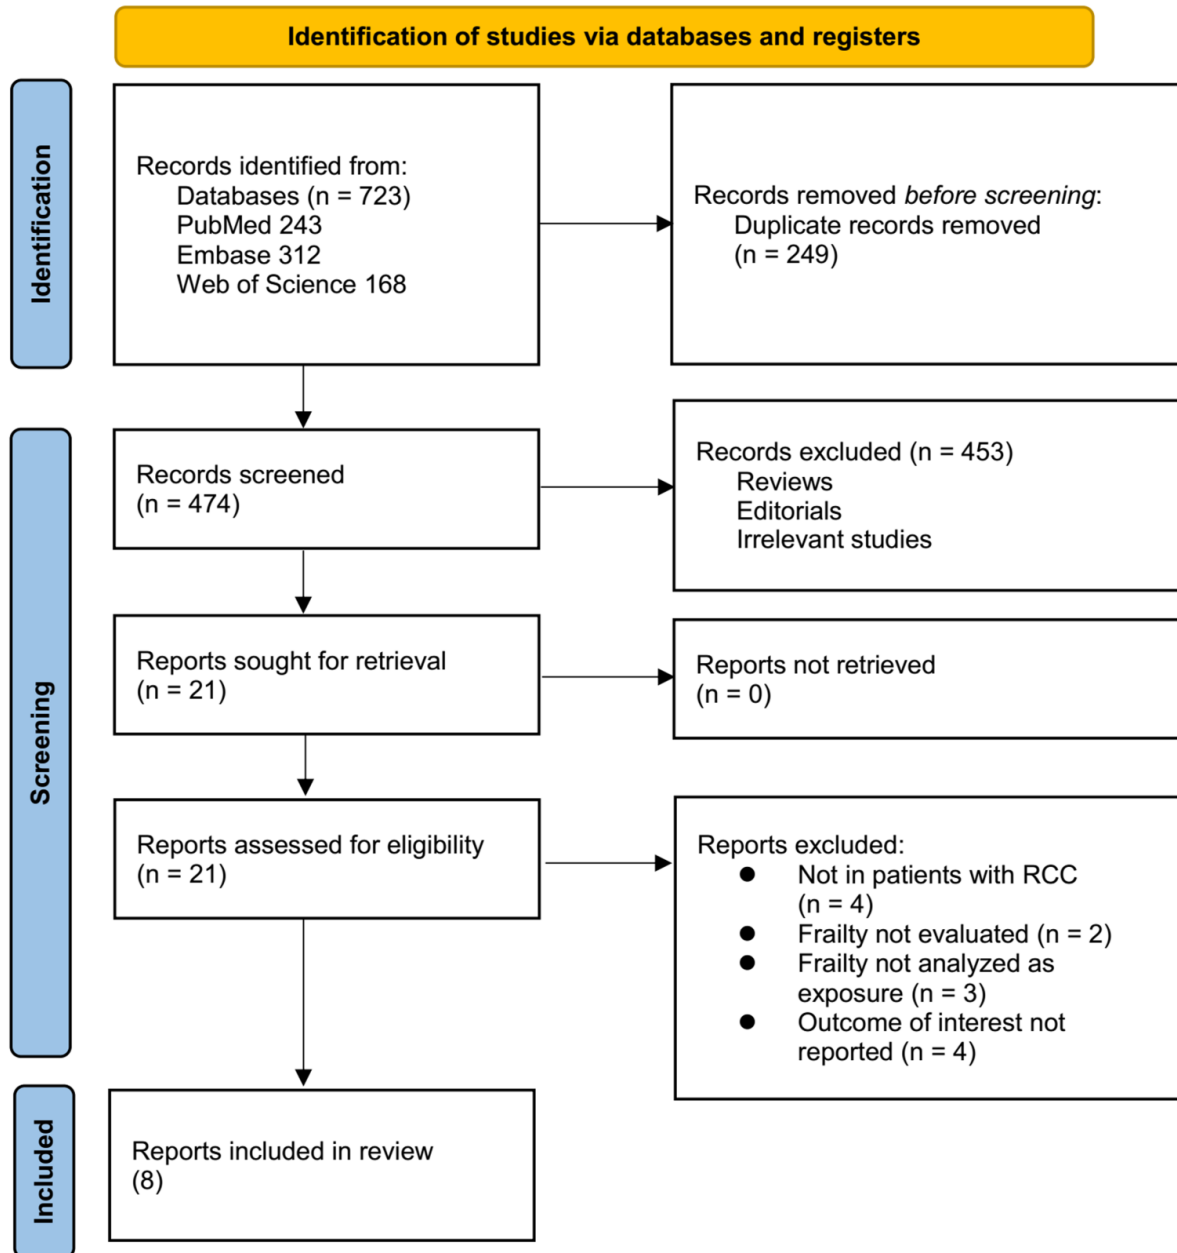 Identification of studies via databases and registers
Identification
Records identified from:
Databases (n = 723)
PubMed 243
Embase 312
Web of Science 168
Records removed before screening:
Duplicate records removed
(n = 249)
Screening
Records screened
(n = 474)
Records excluded (n = 453)
Reviews
Editorials
Irrelevant studies
Reports sought for retrieval
(n = 21)
Reports not retrieved
(n = 0)
Reports assessed for eligibility
(n = 21)
Reports excluded:
● Not in patients with RCC
(n = 4)
● Frailty not evaluated (n = 2)
● Frailty not analyzed as
exposure (n = 3)
● Outcome of interest not
reported (n = 4)
Included
Reports included in review
(8)